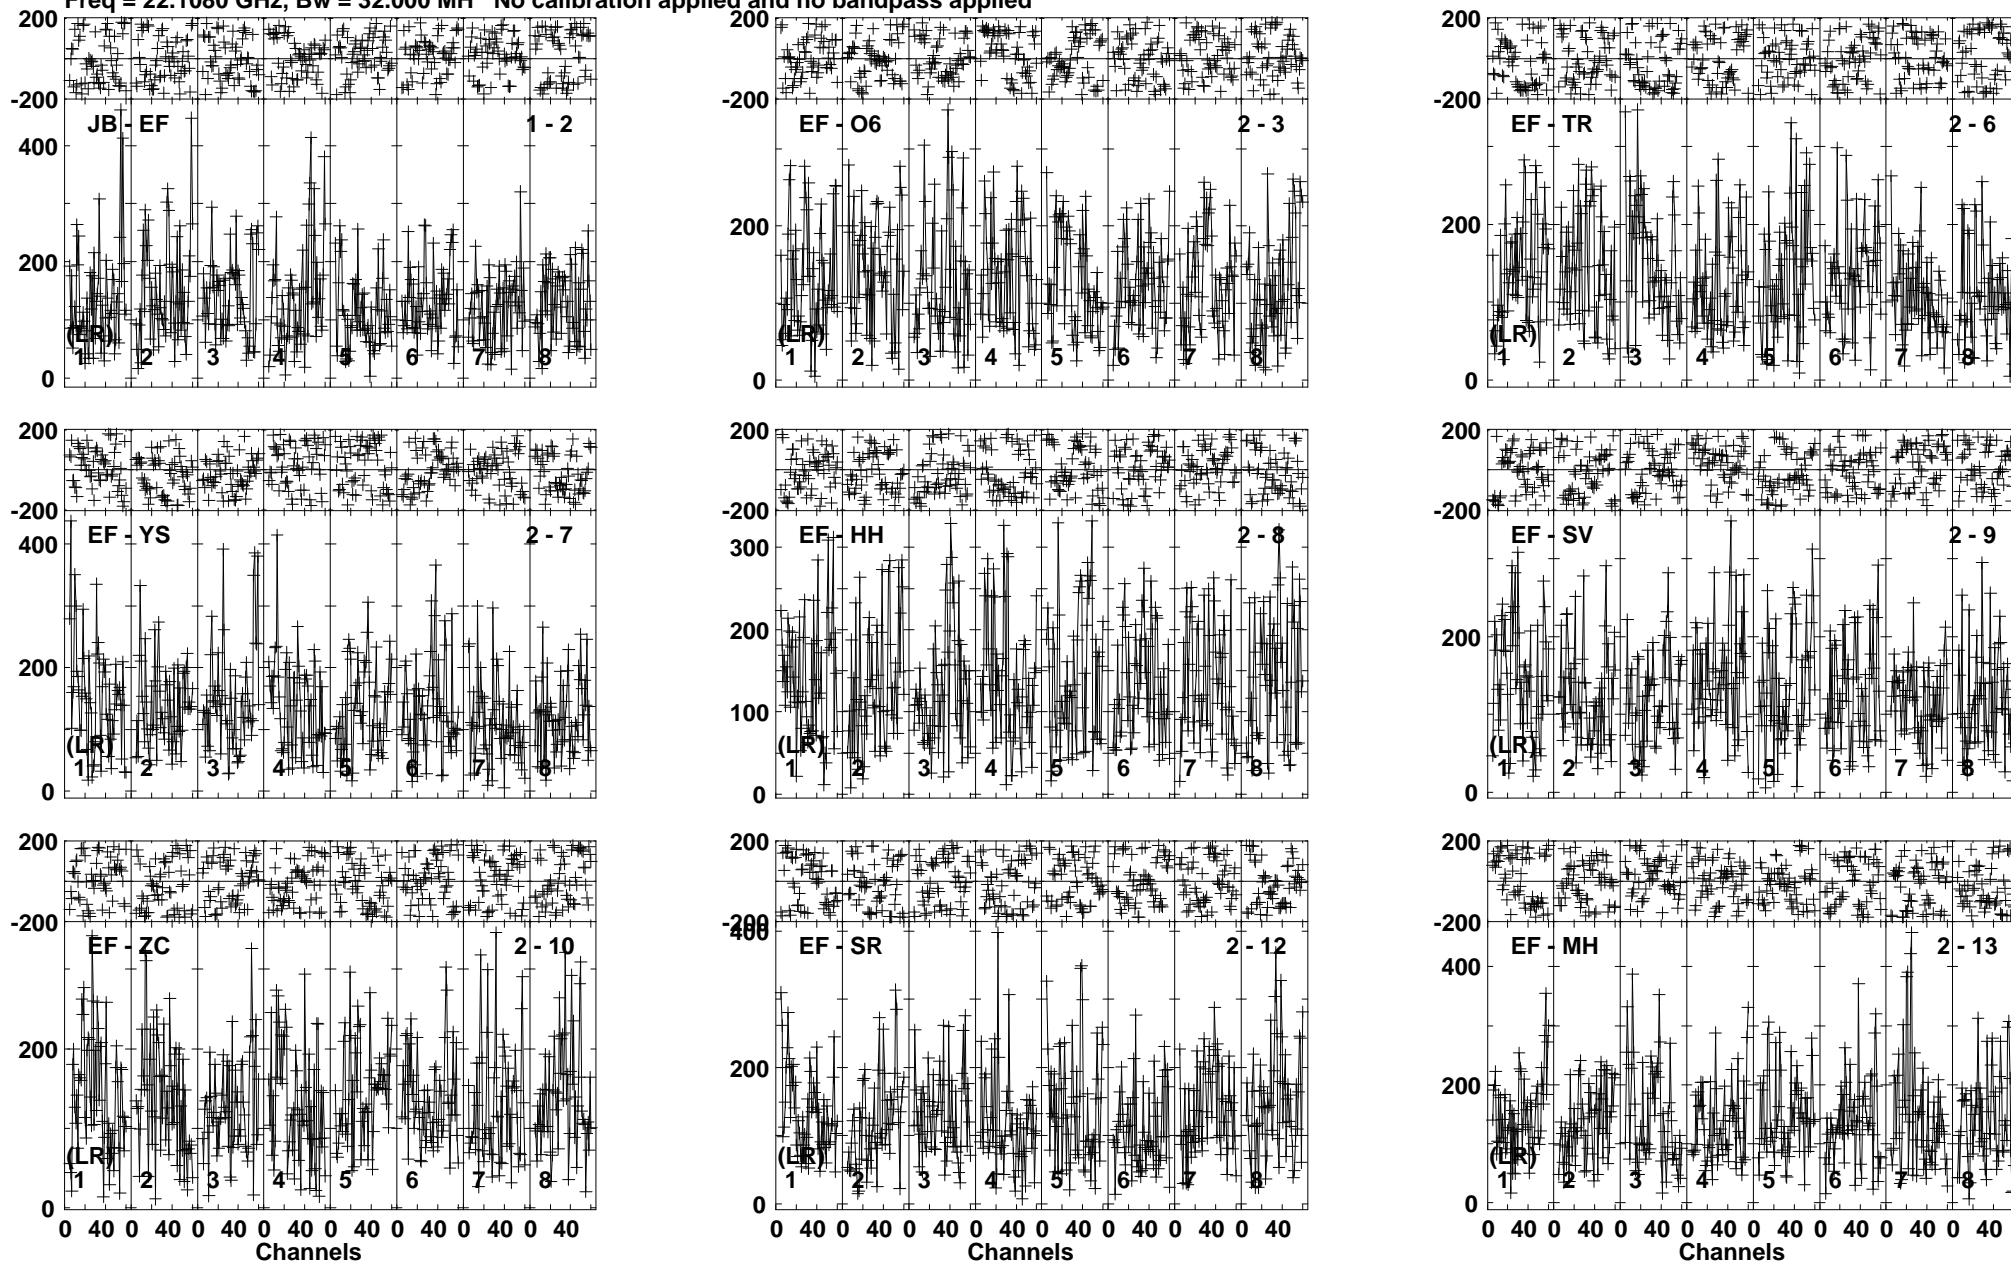 Freq = 22.1080 GHz, Bw = 32.000 MH No calibration applied and no bandpass applied
200 200 200
-200 -200 -200
JB - EF 1 - 2 EF - O6 2 - 3 EF - TR 2 - 6
400
200 200 200
(LR) (LR)
1 2 3 4 5 6 7 8 1 2 3 4 5 6 7 8 1 2 3 4 5 6 7 8
0 0 0
200 200 200
-200 -200 -200
EF - YS 2 - 7 EF - HH 2 - 8 EF - SV 2 - 9
400 300
200 200 200
100
(LR) (LR) (LR)
1 2 3 4 5 6 7 8 1 2 3 4 5 6 7 8 1 2 3 4 5 6 7 8
0 0 0
200 200 200
-200 -200 -200
400
EF - ZC 2 - 10 EF - SR 2 - 12 EF - MH 2 - 13
400
200 200 200
(LR) (LR) (LR)
1 2 3 4 5 6 7 8 1 2 3 4 5 6 7 8 1 2 3 4 5 6 7 8
0 0 0
0 40 0 40 0 40 0 40 0 40 0 40 0 40 0 40 0 40 0 40 0 40 0 40 0 40 0 40 0 40 0 40 0 40 0 40 0 40 0 40 0 40 0 40 0 40 0 40
Channels Channels Channels